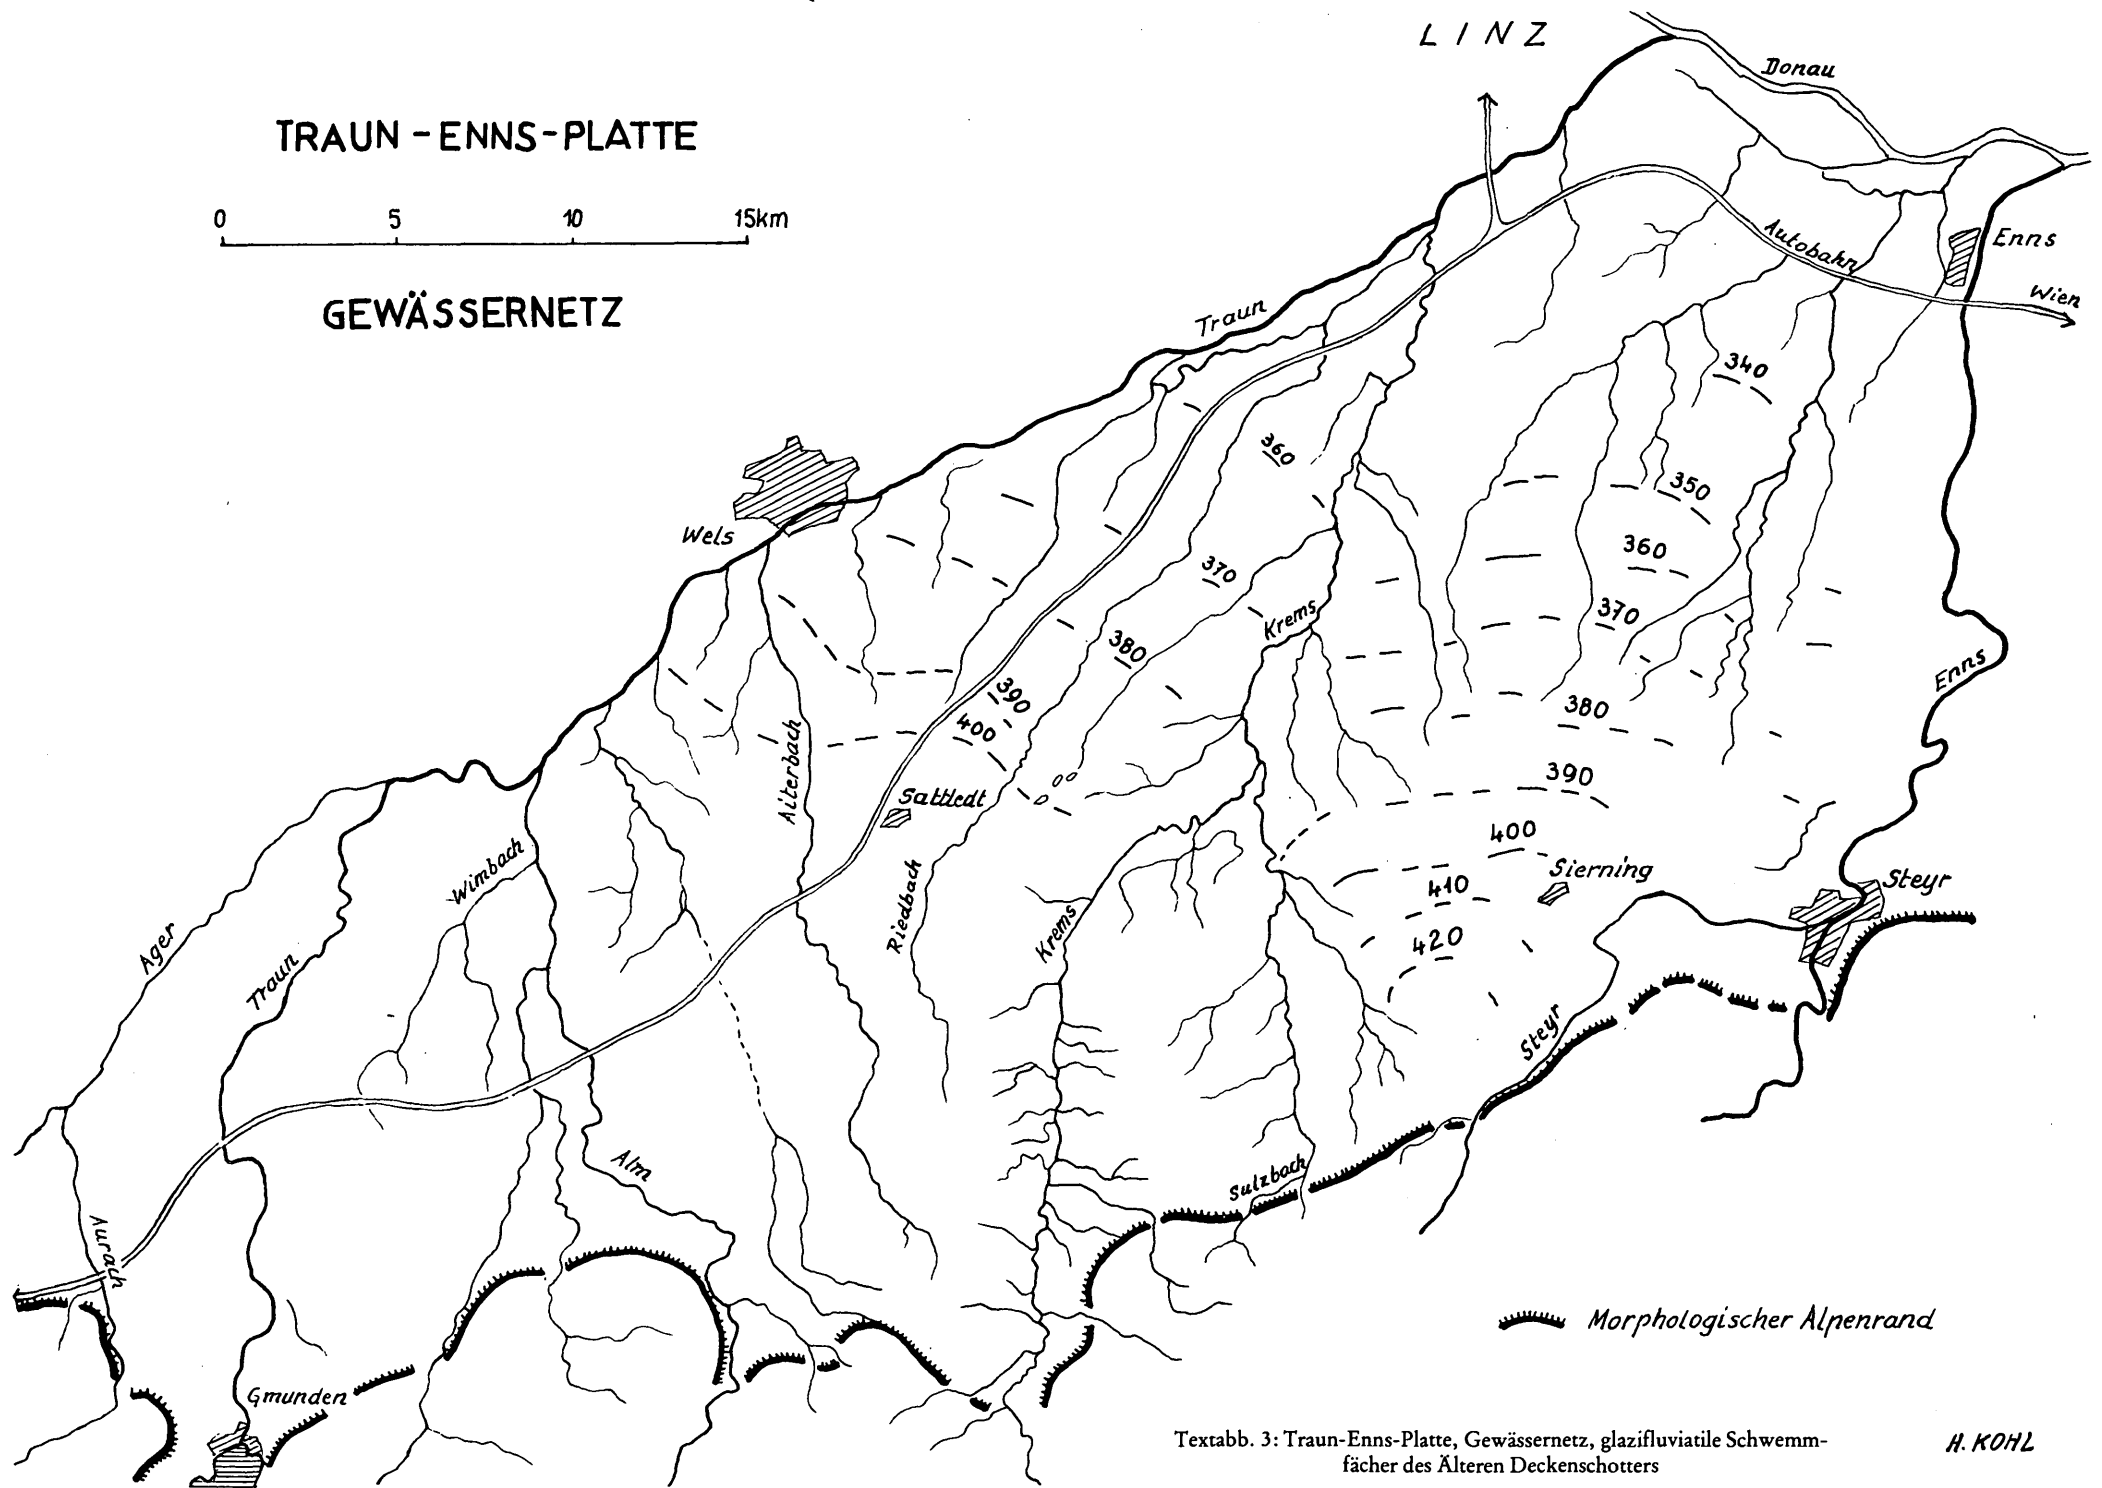 LINZ
Donau
TRAUN-ENNS-PLATTE
0 5 10 15km
GEWÄSSERNETZ
Autobahn
Enns
Wien
Traun
340
360
350
Wels
360
370
370
Krems
380
Enns
390
380
400
Aiterbach
390
Sattledt
400
Wimbach
Sierning
410
Steyr
Riedbach
Krems
420
Ager
Traun
Steyr
Alm
Sulzbach
Aurach
Morphologischer Alpenrand
Gmunden
Textabb. 3: Traun-Enns-Platte, Gewässernetz, glazifluviatile Schwemm-
fächer des Älteren Deckenschotters
H. KOHL